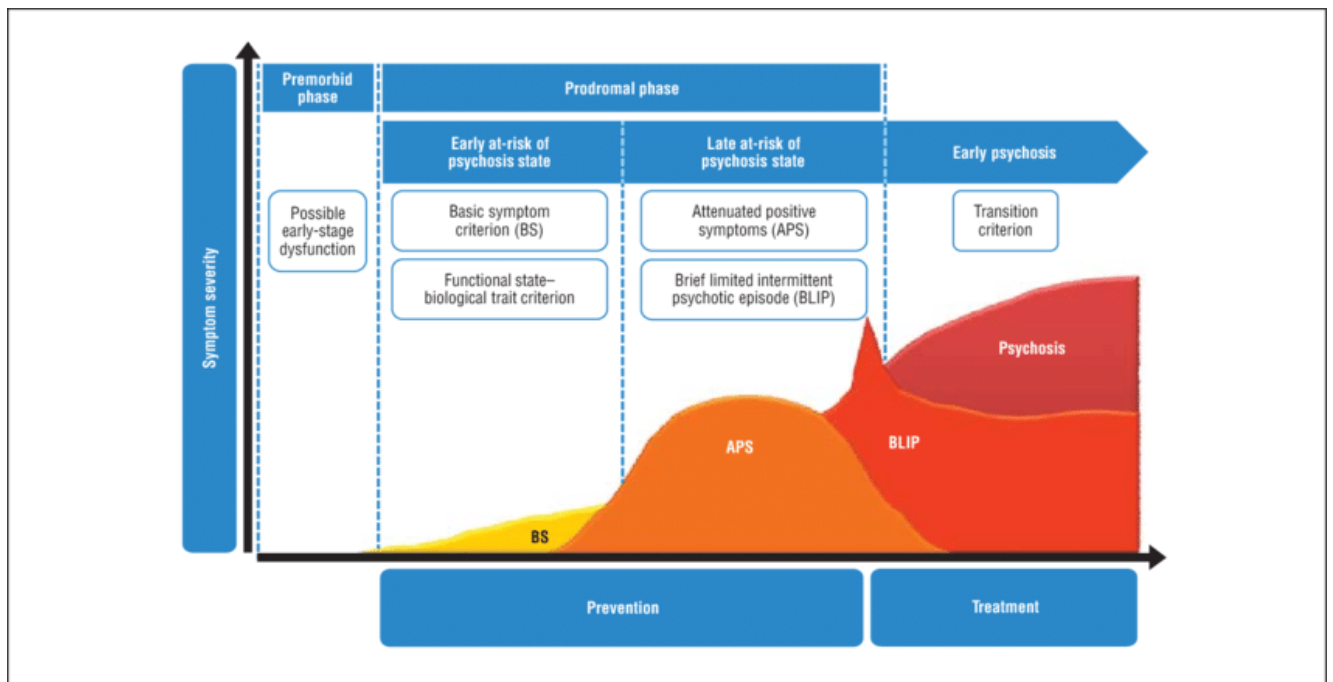 Symptom severity
Premorbid
phase
Prodromal phase
Early at-risk of
psychosis state
Late at-risk of
psychosis state
Early psychosis
Possible
early-stage
dysfunction
Basic symptom
criterion (BS)
Attenuated positive
symptoms (APS)
Transition
criterion
Functional state–
biological trait criterion
Brief limited intermittent
psychotic episode (BLIP)
Psychosis
APS
BLIP
BS
Prevention
Treatment